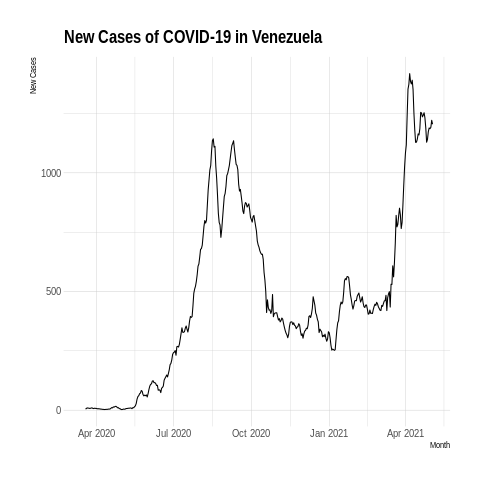 New Cases of COVID-19 in Venezuela
New Cases
1000
500
0
Apr 2020 Jul 2020 Oct 2020 Jan 2021 Apr 2021
Month